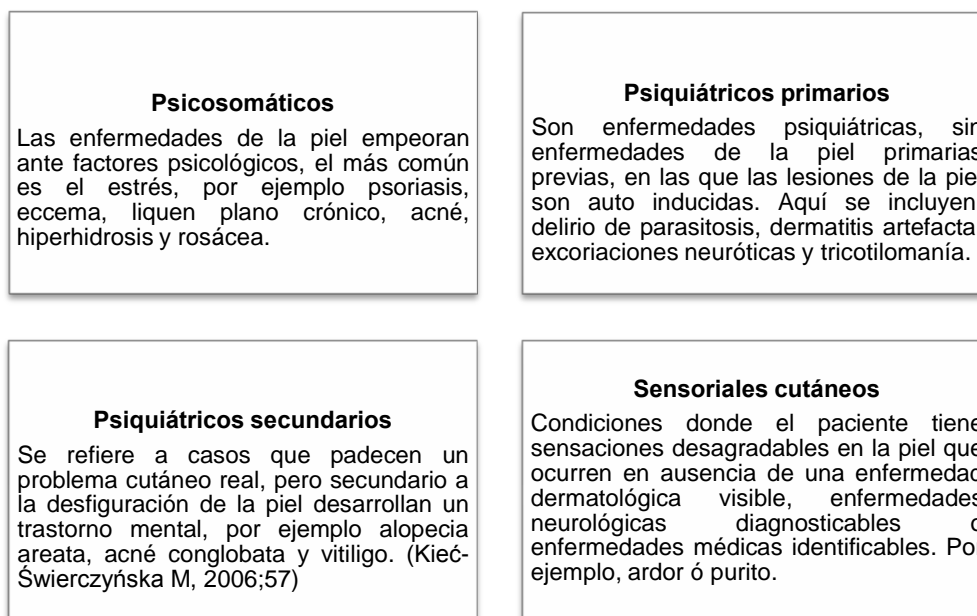 Psicosomáticos
Las enfermedades de la piel empeoran
ante factores psicológicos, el más común
es el estrés, por ejemplo psoriasis,
eccema, liquen plano crónico, acné,
hiperhidrosis y rosácea.
Psiquiátricos primarios
Son enfermedades psiquiátricas, sin
enfermedades de la piel primarias
previas, en las que las lesiones de la piel
son auto inducidas. Aquí se incluyen
delirio de parasitosis, dermatitis artefacta
excoriaciones neuróticas y tricotilomanía.
Psiquiátricos secundarios
Se refiere a casos que padecen un
problema cutáneo real, pero secundario a
la desfiguración de la piel desarrollan un
trastorno mental, por ejemplo alopecia
areata, acné conglobata y vitiligo. (Kieć-
Świerczyńska M, 2006;57)
Sensoriales cutáneos
Condiciones donde el paciente tiene
sensaciones desagradables en la piel que
ocurren en ausencia de una enfermedad
dermatológica visible, enfermedades
neurológicas diagnosticables
enfermedades médicas identificables. Por
ejemplo, ardor ó purito.